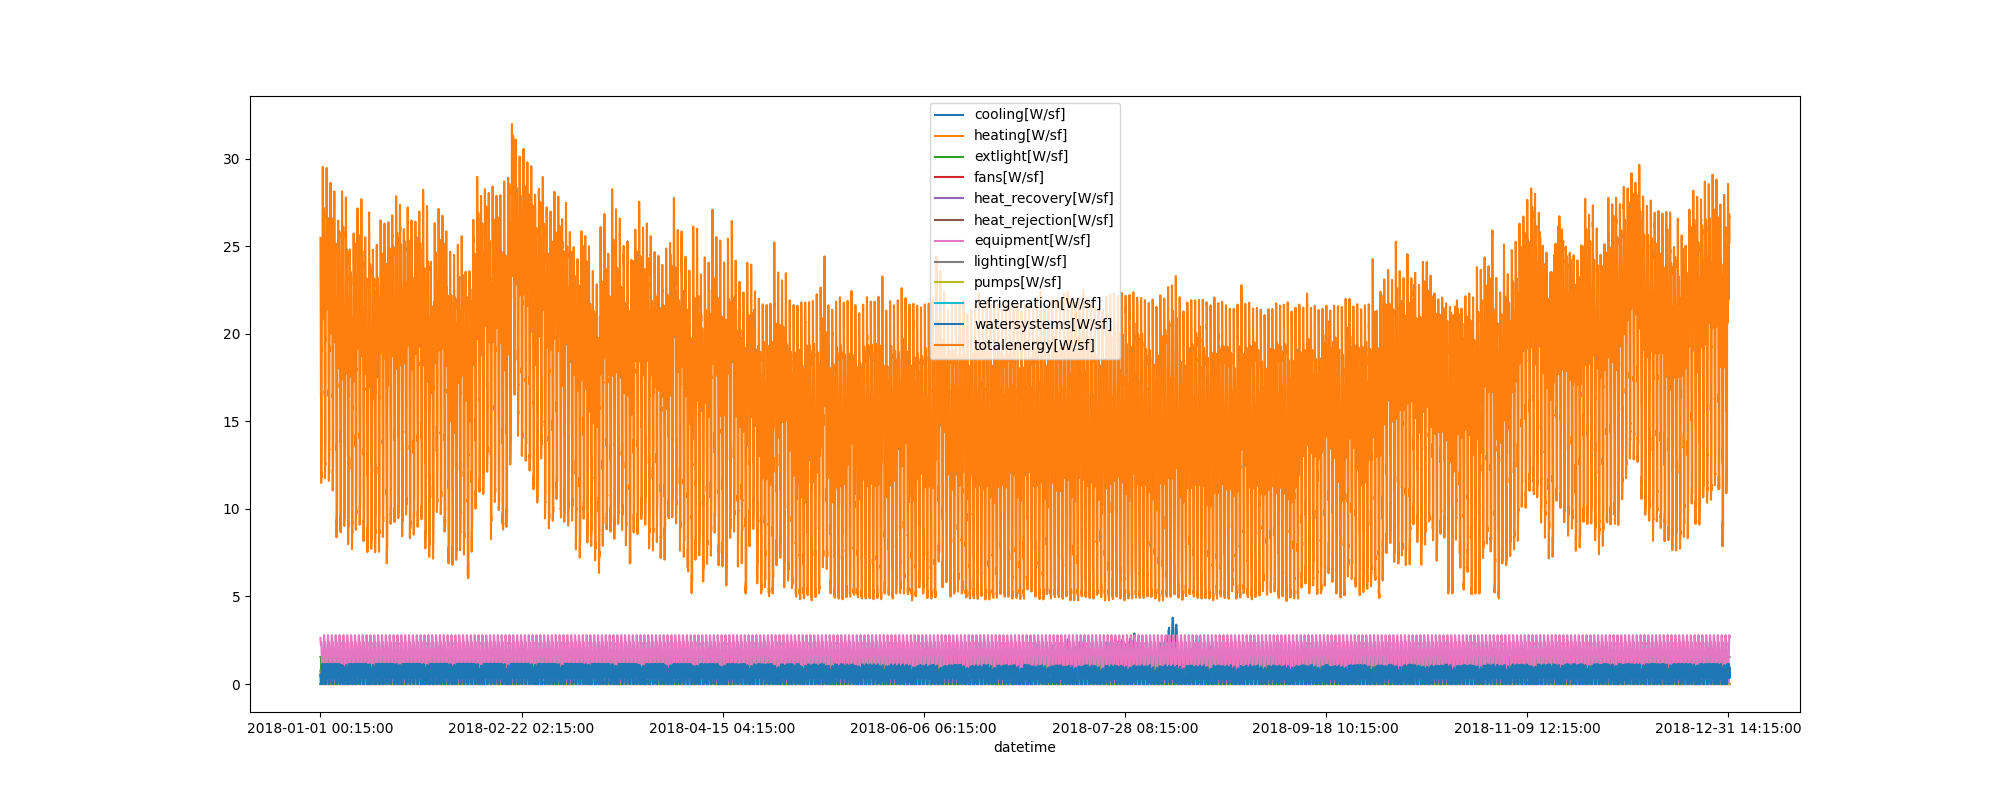 cooling[W/sf]
heating[W/sf]
extlight[W/sf]
fans[W/sf]
heat_recovery[W/sf]
heat_rejection[W/sf]
equipment[W/sf]
lighting[W/sf]
pumps[W/sf]
refrigeration[W/sf]
watersystems[W/sf]
totalenergy[W/sf]
30
25
20
15
10
5
0
2018-01-01 00:15:00 2018-02-22 02:15:00 2018-04-15 04:15:00 2018-06-06 06:15:00 2018-07-28 08:15:00 2018-09-18 10:15:00 2018-11-09 12:15:00 2018-12-31 14:15:00
datetime